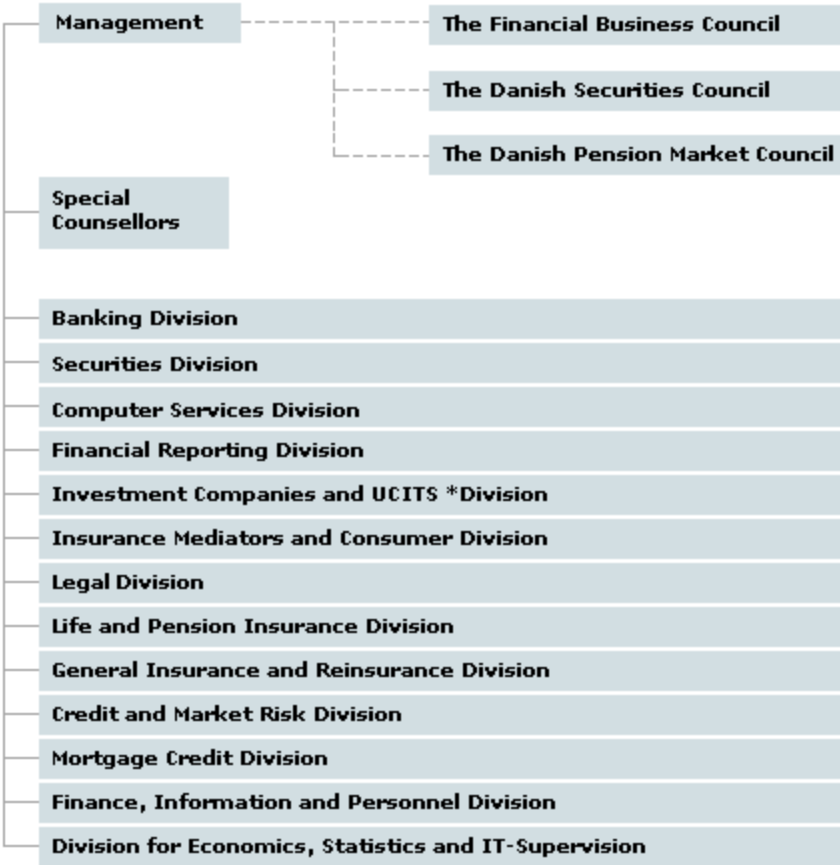 Management
The Financial Business Council
The Danish Securities Council
The Danish Pension Market Council
Special
Counsellors
Banking Division
Securities Division
Computer Services Division
Financial Reporting Division
Investment Companies and UCITS *Division
Insurance Mediators and Consumer Division
Legal Division
Life and Pension Insurance Division
General Insurance and Reinsurance Division
Credit and Market Risk Division
Mortgage Credit Division
Finance, Information and Personnel Division
Division for Economics, Statistics and IT-Supervision